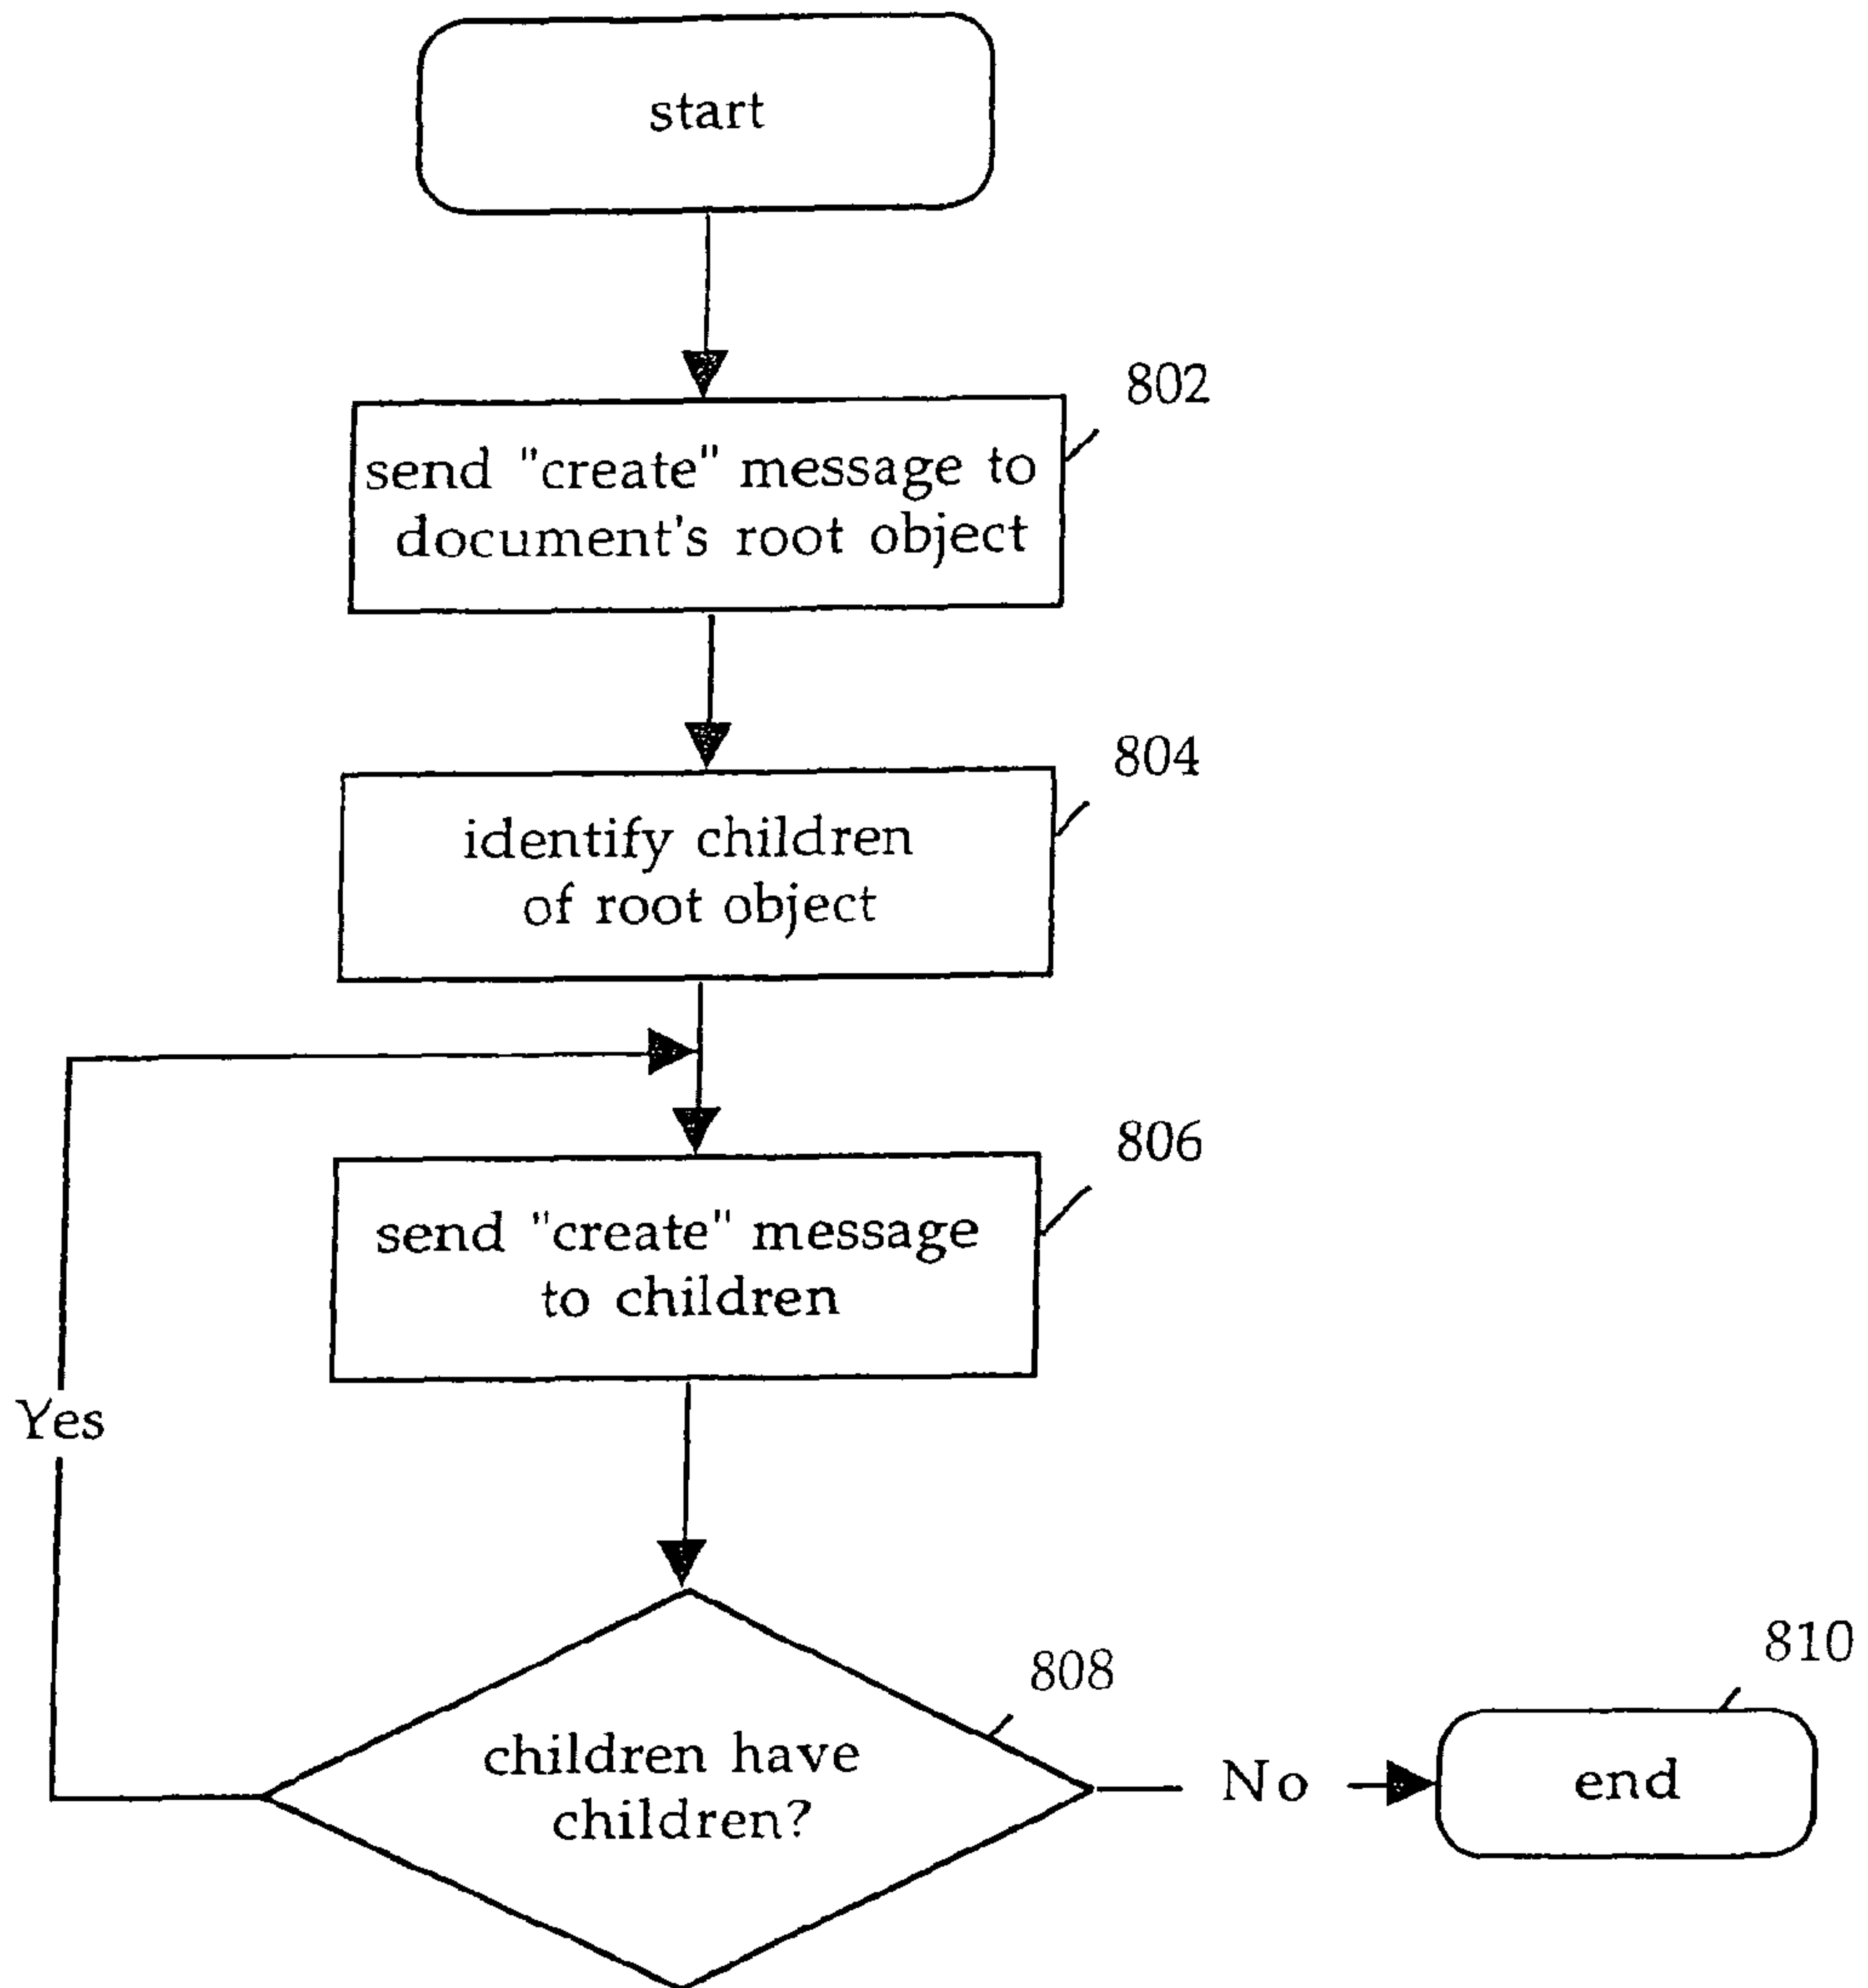 start
802
send "create" message to
document's root object
804
identify children
of root object
806
send "create" message
to children
Yes
808
children have
children?
No
810
end